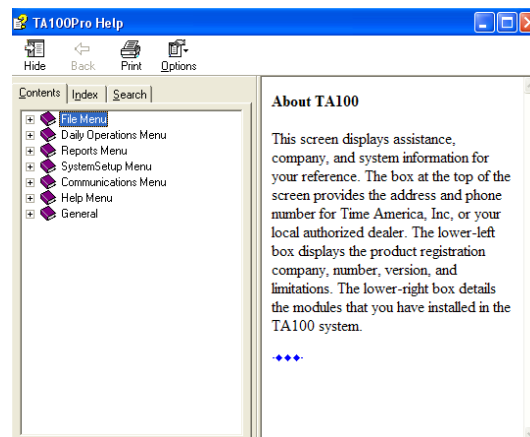 TA100Pro Help
Hide Back Print Options
Contents Index Search
File Menu
Daily Operations Menu
Reports Menu
SystemSetup Menu
Communications Menu
Help Menu
General
About TA100
This screen displays assistance,
company, and system information for
your reference. The box at the top of the
screen provides the address and phone
number for Time America, Inc, or your
local authorized dealer. The lower-left
box displays the product registration
company, number, version, and
limitations. The lower-right box details
the modules that you have installed in the
TA100 system.